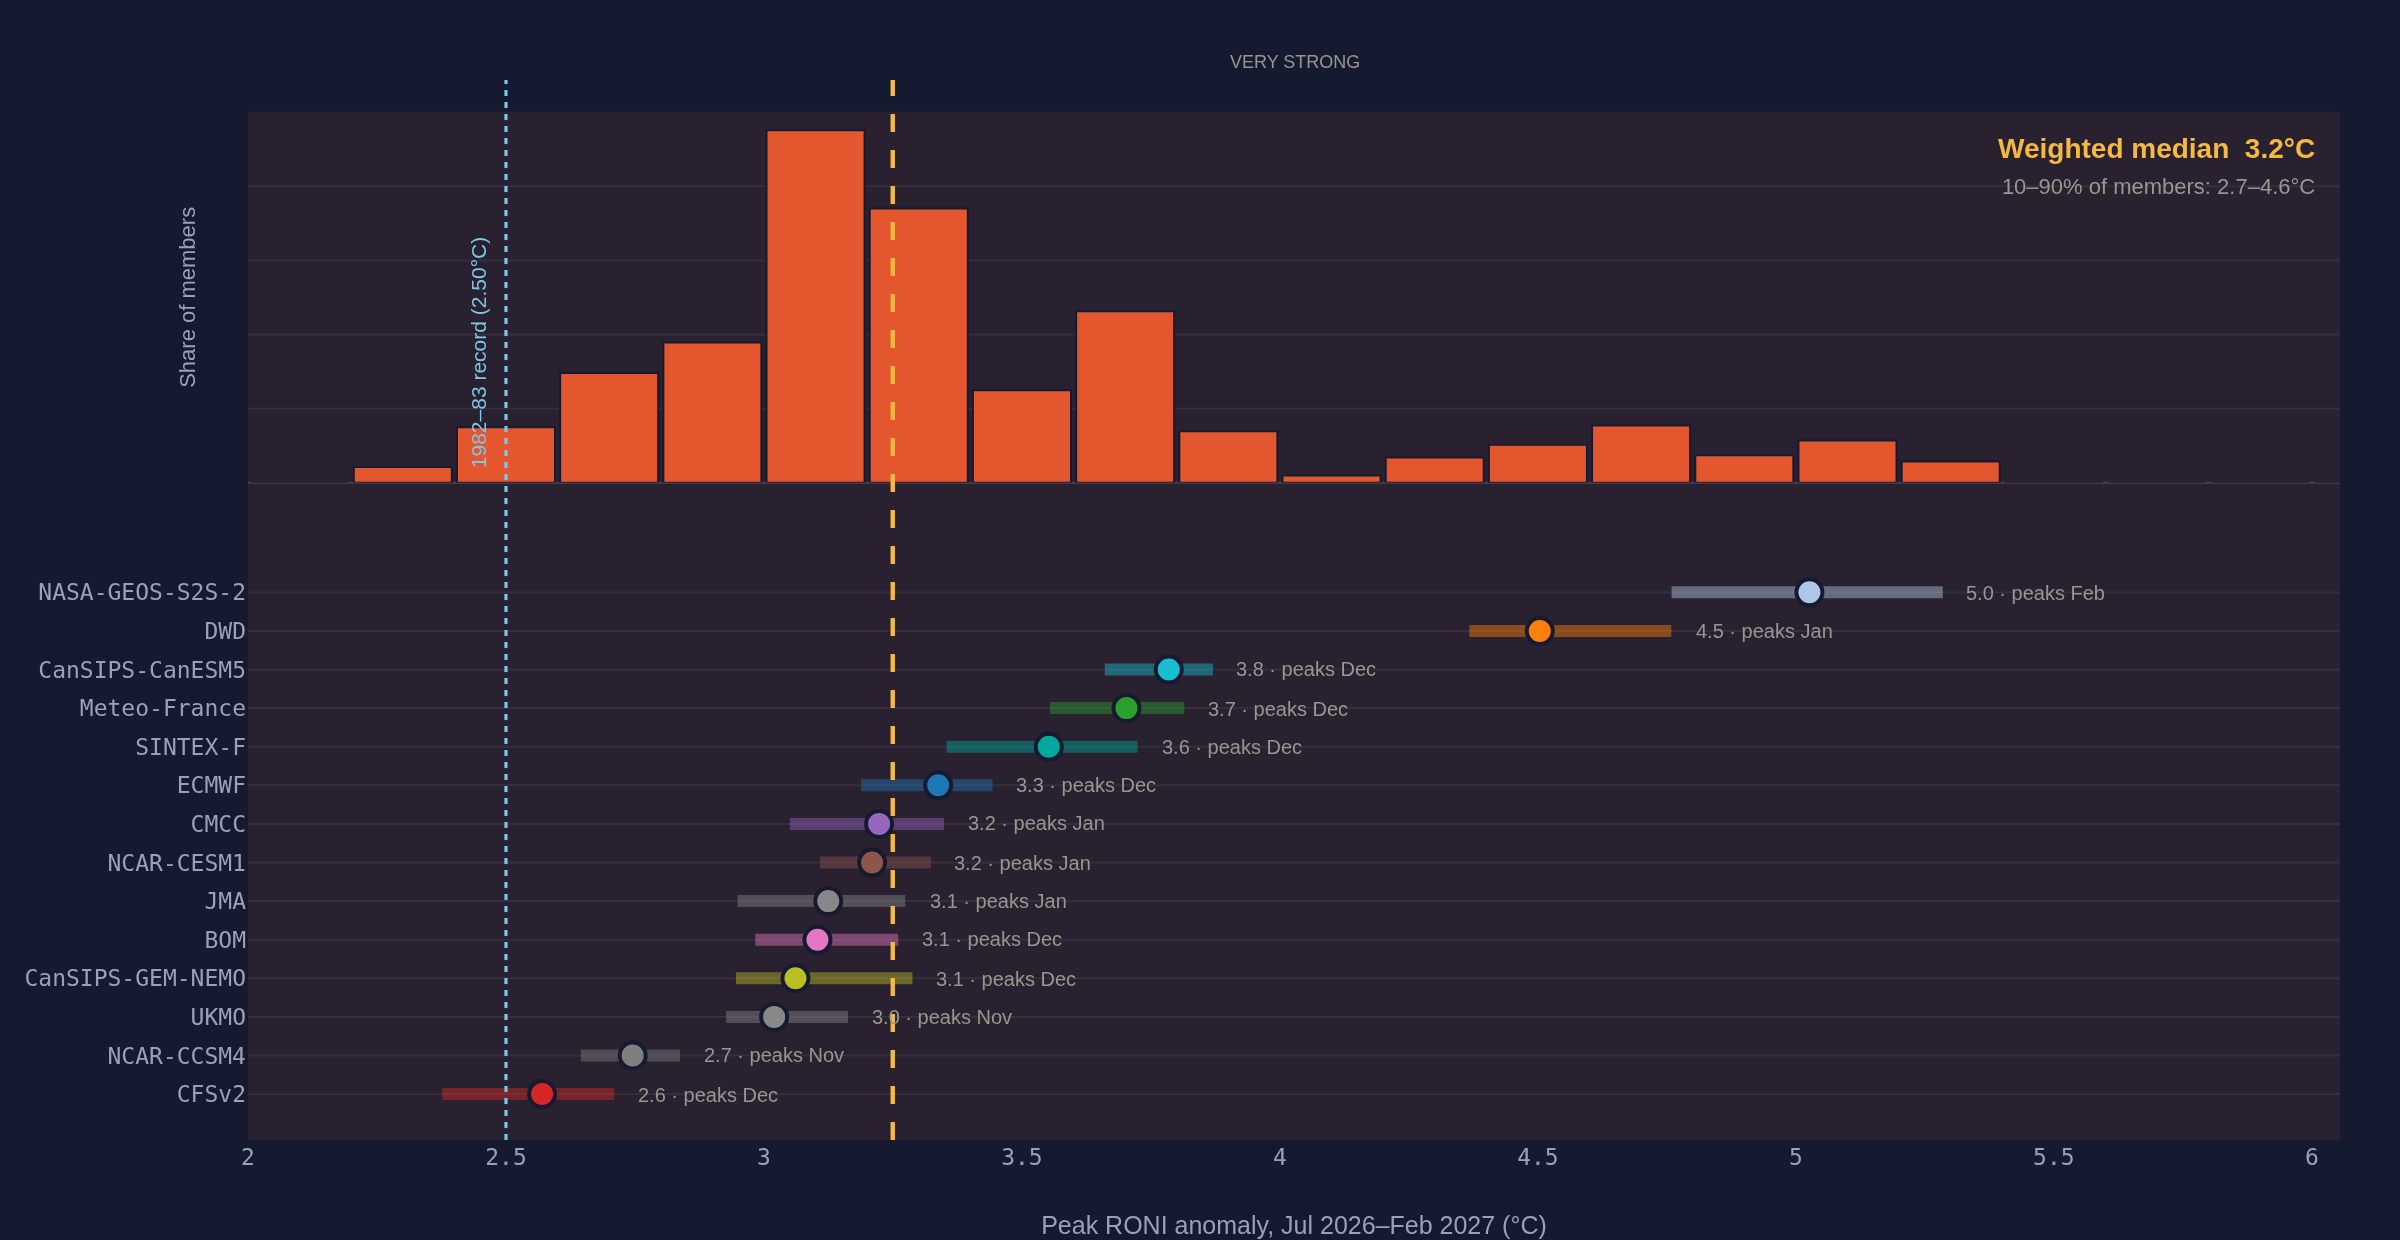 VERY STRONG
Weighted median 3.2°C
10–90% of members: 2.7–4.6°C
Share of members
1982–83 record (2.50°C)
NASA-GEOS-S2S-2 5.0 · peaks Feb
DWD 4.5 · peaks Jan
CanSIPS-CanESM5 3.8 · peaks Dec
Meteo-France 3.7 · peaks Dec
SINTEX-F 3.6 · peaks Dec
ECMWF 3.3 · peaks Dec
CMCC 3.2 · peaks Jan
NCAR-CESM1 3.2 · peaks Jan
JMA 3.1 · peaks Jan
BOM 3.1 · peaks Dec
CanSIPS-GEM-NEMO 3.1 · peaks Dec
UKMO 3.0 · peaks Nov
NCAR-CCSM4 2.7 · peaks Nov
CFSv2 2.6 · peaks Dec
2 2.5 3 3.5 4 4.5 5 5.5 6
Peak RONI anomaly, Jul 2026–Feb 2027 (°C)